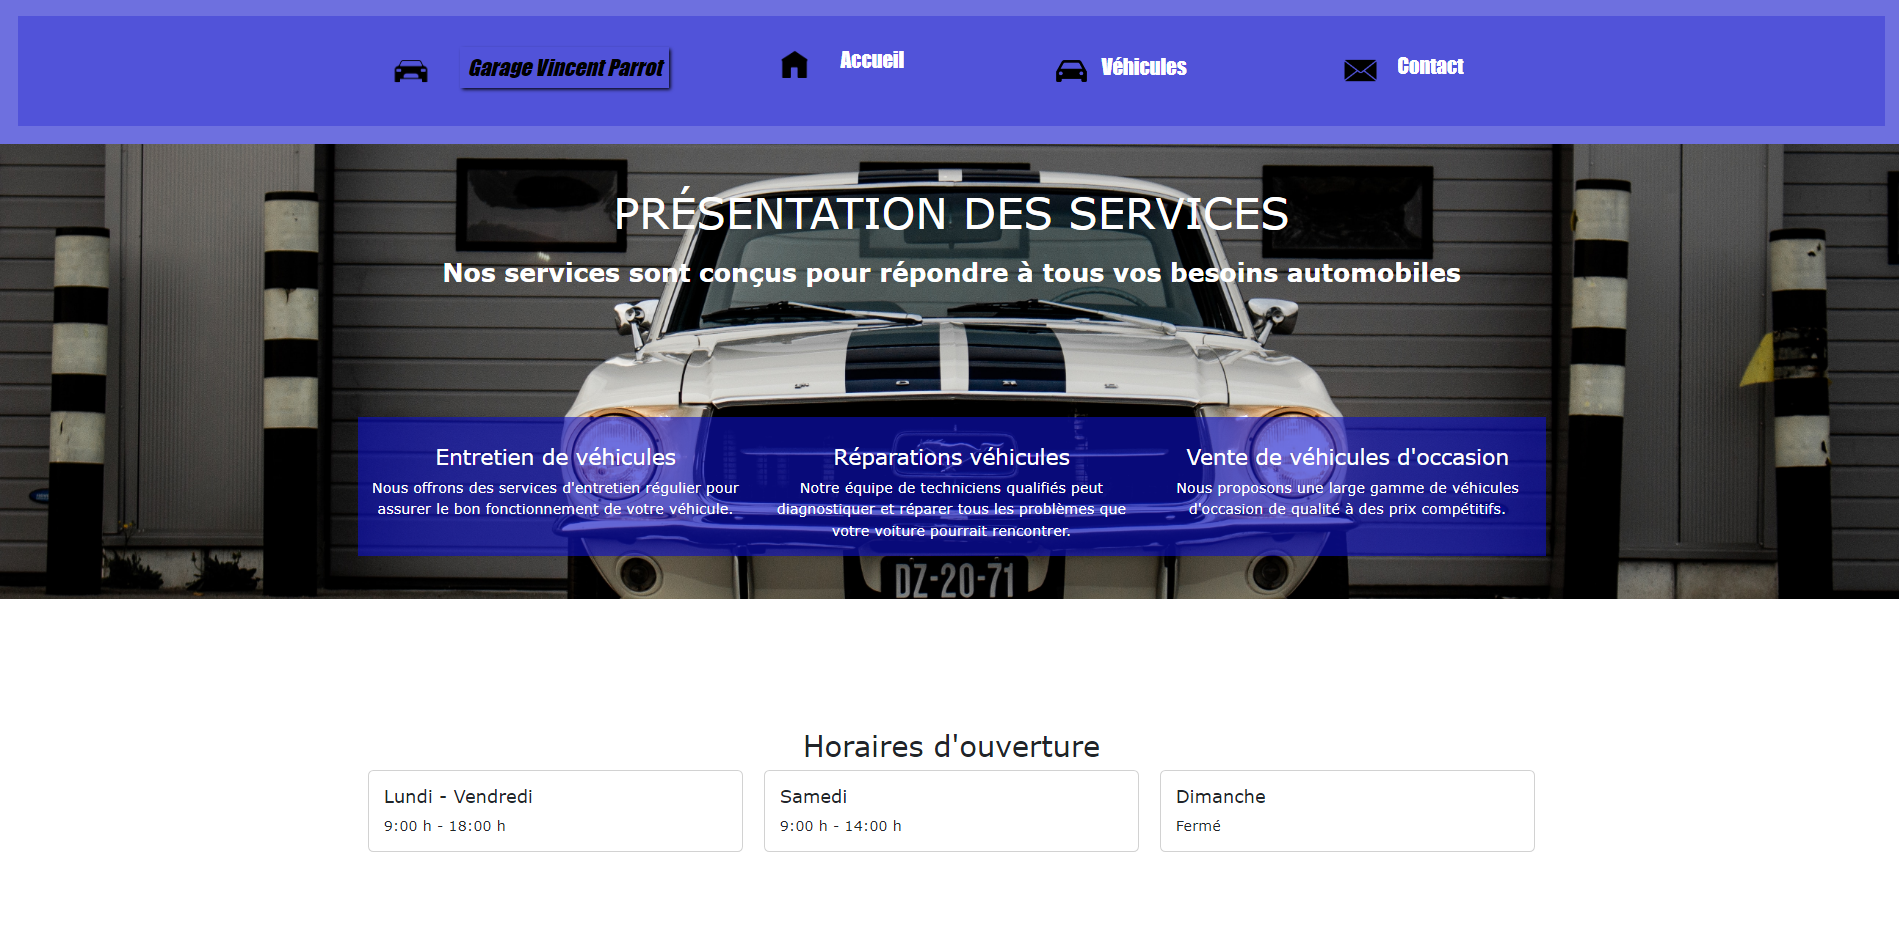 Garage Vincent Parrot
Accueil
Véhicules
Contact
PRÉSENTATION DES SERVICES
Nos services sont conçus pour répondre à tous vos besoins automobiles
Entretien de véhicules
Nous offrons des services d'entretien régulier pour
assurer le bon fonctionnement de votre véhicule.
Réparations véhicules
Notre équipe de techniciens qualifiés peut
diagnostiquer et réparer tous les problèmes que
votre voiture pourrait rencontrer.
Vente de véhicules d'occasion
Nous proposons une large gamme de véhicules
d'occasion de qualité à des prix compétitifs.
DZ-20-71
Horaires d'ouverture
Lundi - Vendredi
9:00 h - 18:00 h
Samedi
9:00 h - 14:00 h
Dimanche
Fermé